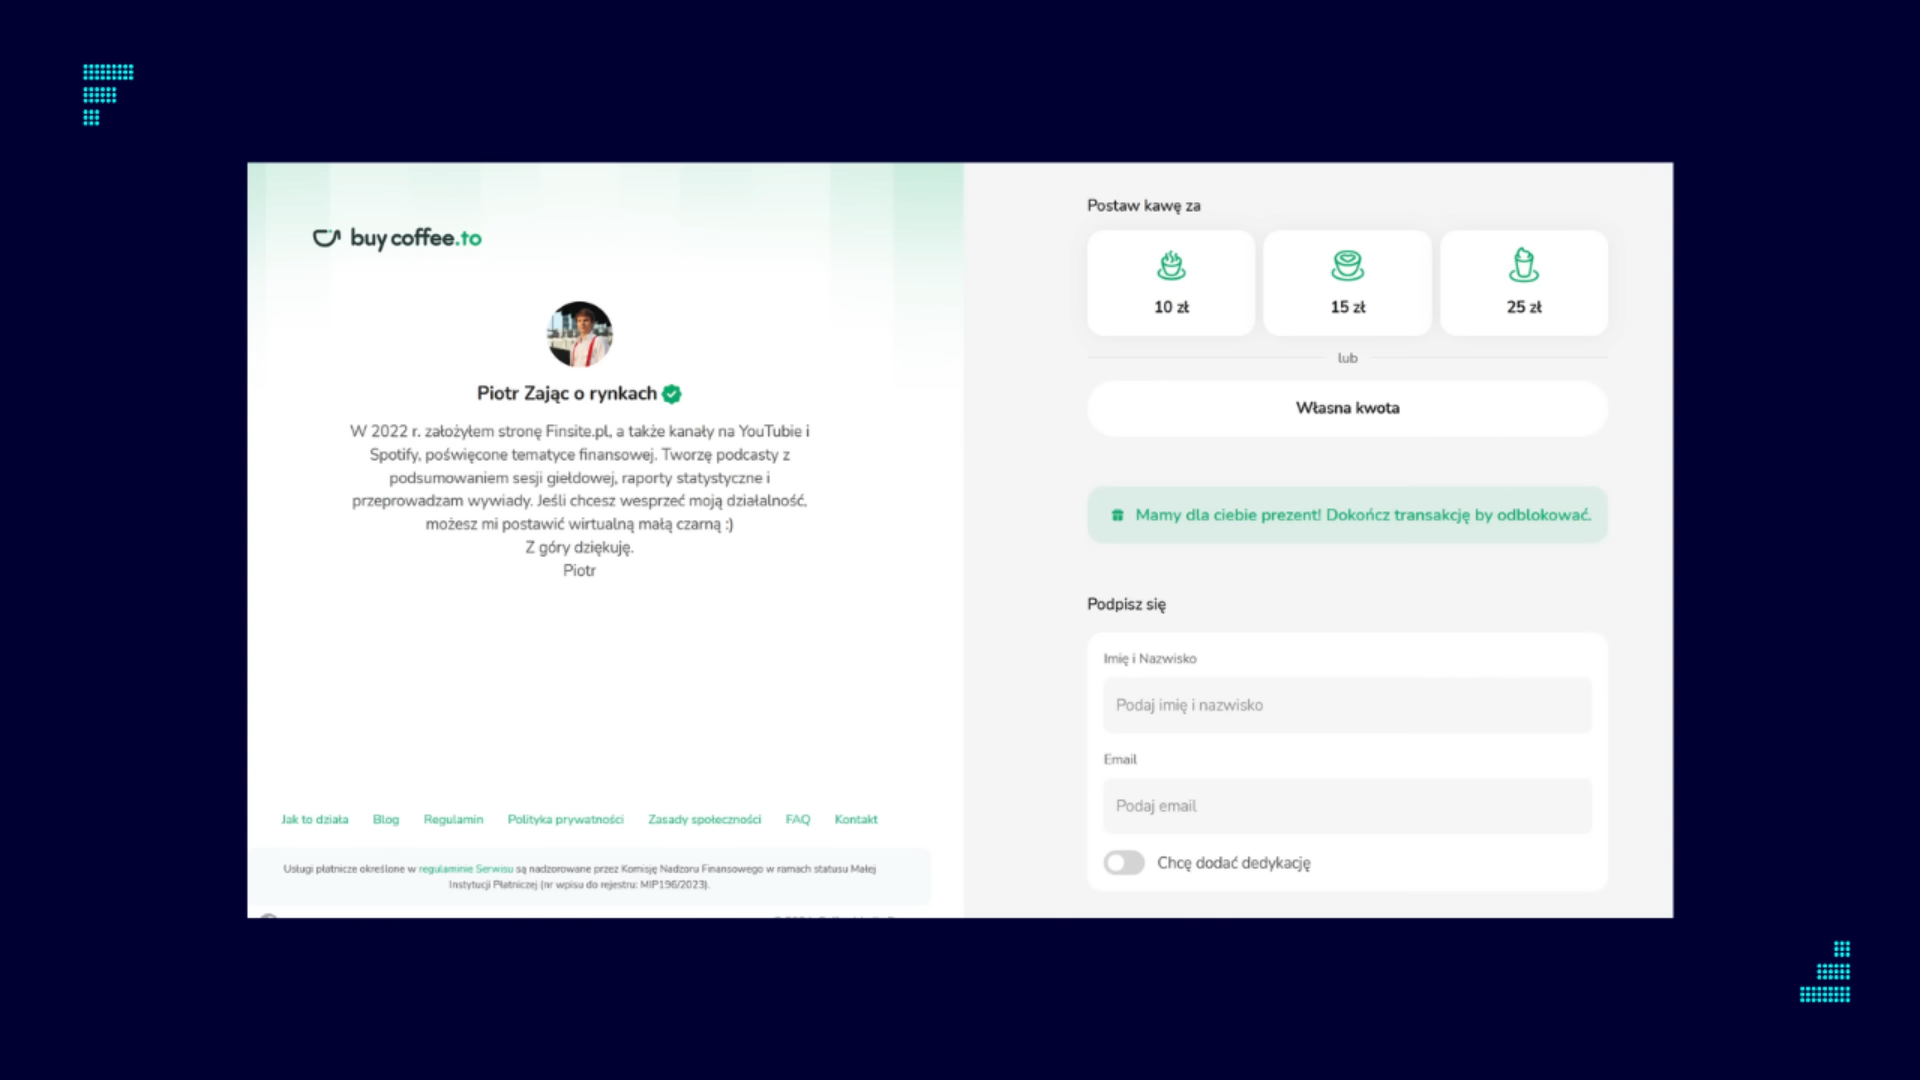 buycoffee.to
Piotr Zając o rynkach
W 2022 r. założyłem stronę Finsite.pl, a także kanały na YouTubie i
Spotify, poświęcone tematyce finansowej. Tworzę podcasty z
podsumowaniem sesji giełdowej, raporty statystyczne i
przeprowadzam wywiady. Jeśli chcesz wesprzeć moją działalność,
możesz mi postawić wirtualną małą czarną :)
Z góry dziękuję.
Piotr
Jak to działa Blog Regulamin Polityka prywatności Zasady społeczności FAQ Kontakt
Usługi płatnicze określone w regulaminie Serwisu są nadzorowane przez Komisję Nadzoru Finansowego w ramach statusu Małej
Instytucji Płatniczej (nr wpisu do rejestru: MIP196/2023).
Postaw kawę za
10 zł 15 zł 25 zł
lub
Własna kwota
Mamy dla ciebie prezent! Dokończ transakcję by odblokować.
Podpisz się
Imię i Nazwisko
Podaj imię i nazwisko
Email
Podaj email
Chcę dodać dedykację